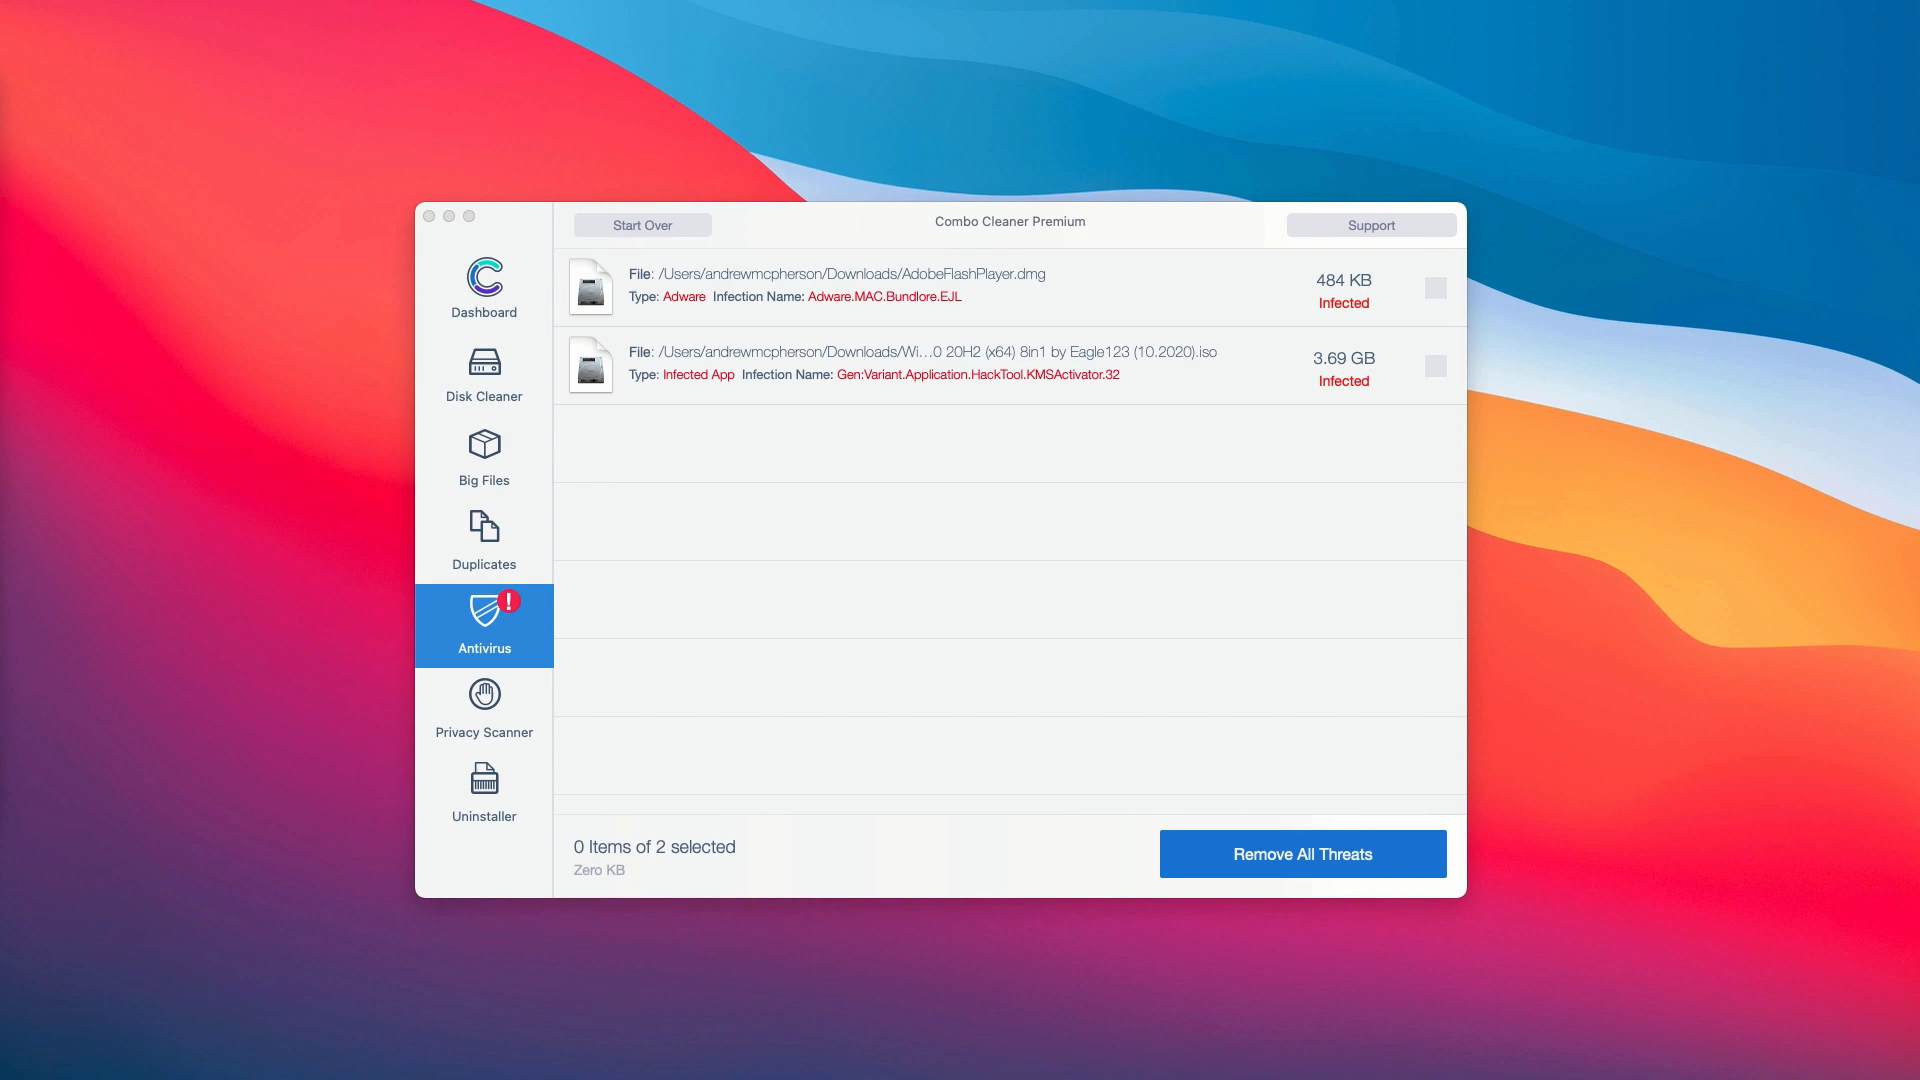 Start Over
Combo Cleaner Premium
Support
Dashboard
Disk Cleaner
Big Files
Duplicates
!
Antivirus
Privacy Scanner
Uninstaller
File: /Users/andrewmcpherson/Downloads/AdobeFlashPlayer.dmg
Type: Adware Infection Name: Adware.MAC.Bundlore.EJL
484 KB
Infected
File: /Users/andrewmcpherson/Downloads/Wi...0 20H2 (x64) 8in1 by Eagle123 (10.2020).iso
Type: Infected App Infection Name: Gen:Variant.Application.HackTool.KMSActivator.32
3.69 GB
Infected
0 Items of 2 selected
Zero KB
Remove All Threats